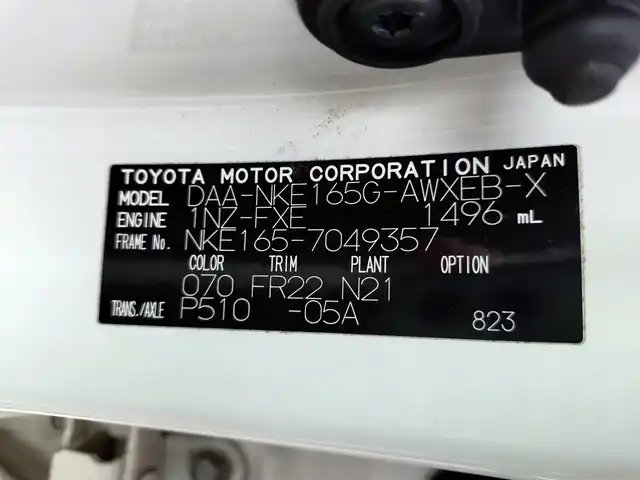 TOYOTA MOTOR CORPORATION JAPAN
MODEL DAA-NKE165G-AWXEB-X
ENGINE 1NZ-FXE 1496 mL
FRAME No. NKE165-7049357
COLOR TRIM PLANT OPTION
070 FR22 N21
TRANS./AXLE P510 -05A 823